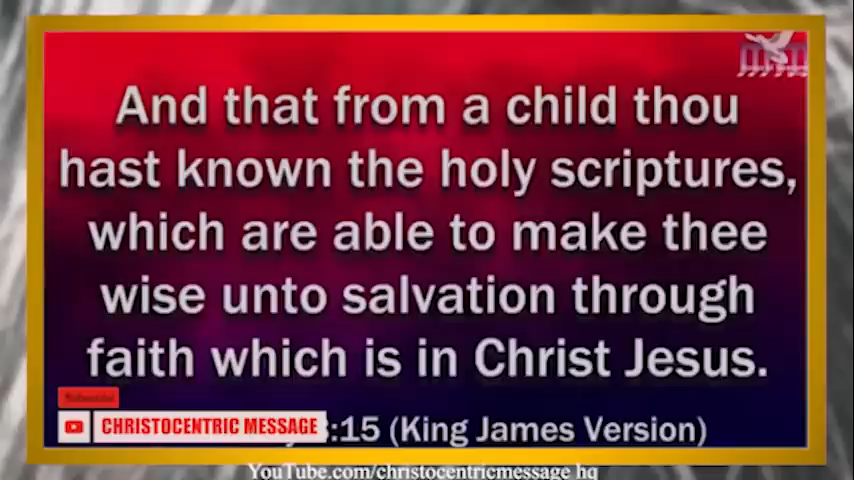 And that from a child thou
hast known the holy scriptures,
which are able to make thee
wise unto salvation through
faith which is in Christ Jesus.
Subscribe
CHRISTOCENTRIC MESSAGE
:15 (King James Version)
YouTube.com/christocentricmessage hq